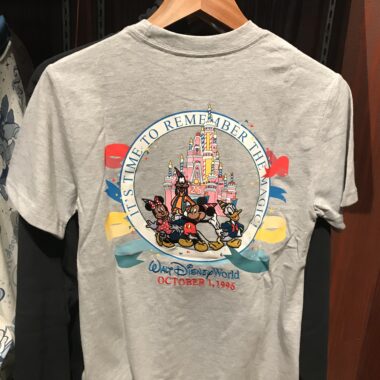 IT'S TIME TO REMEMBER THE MAGIC
Walt Disney World
OCTOBER 1, 1996